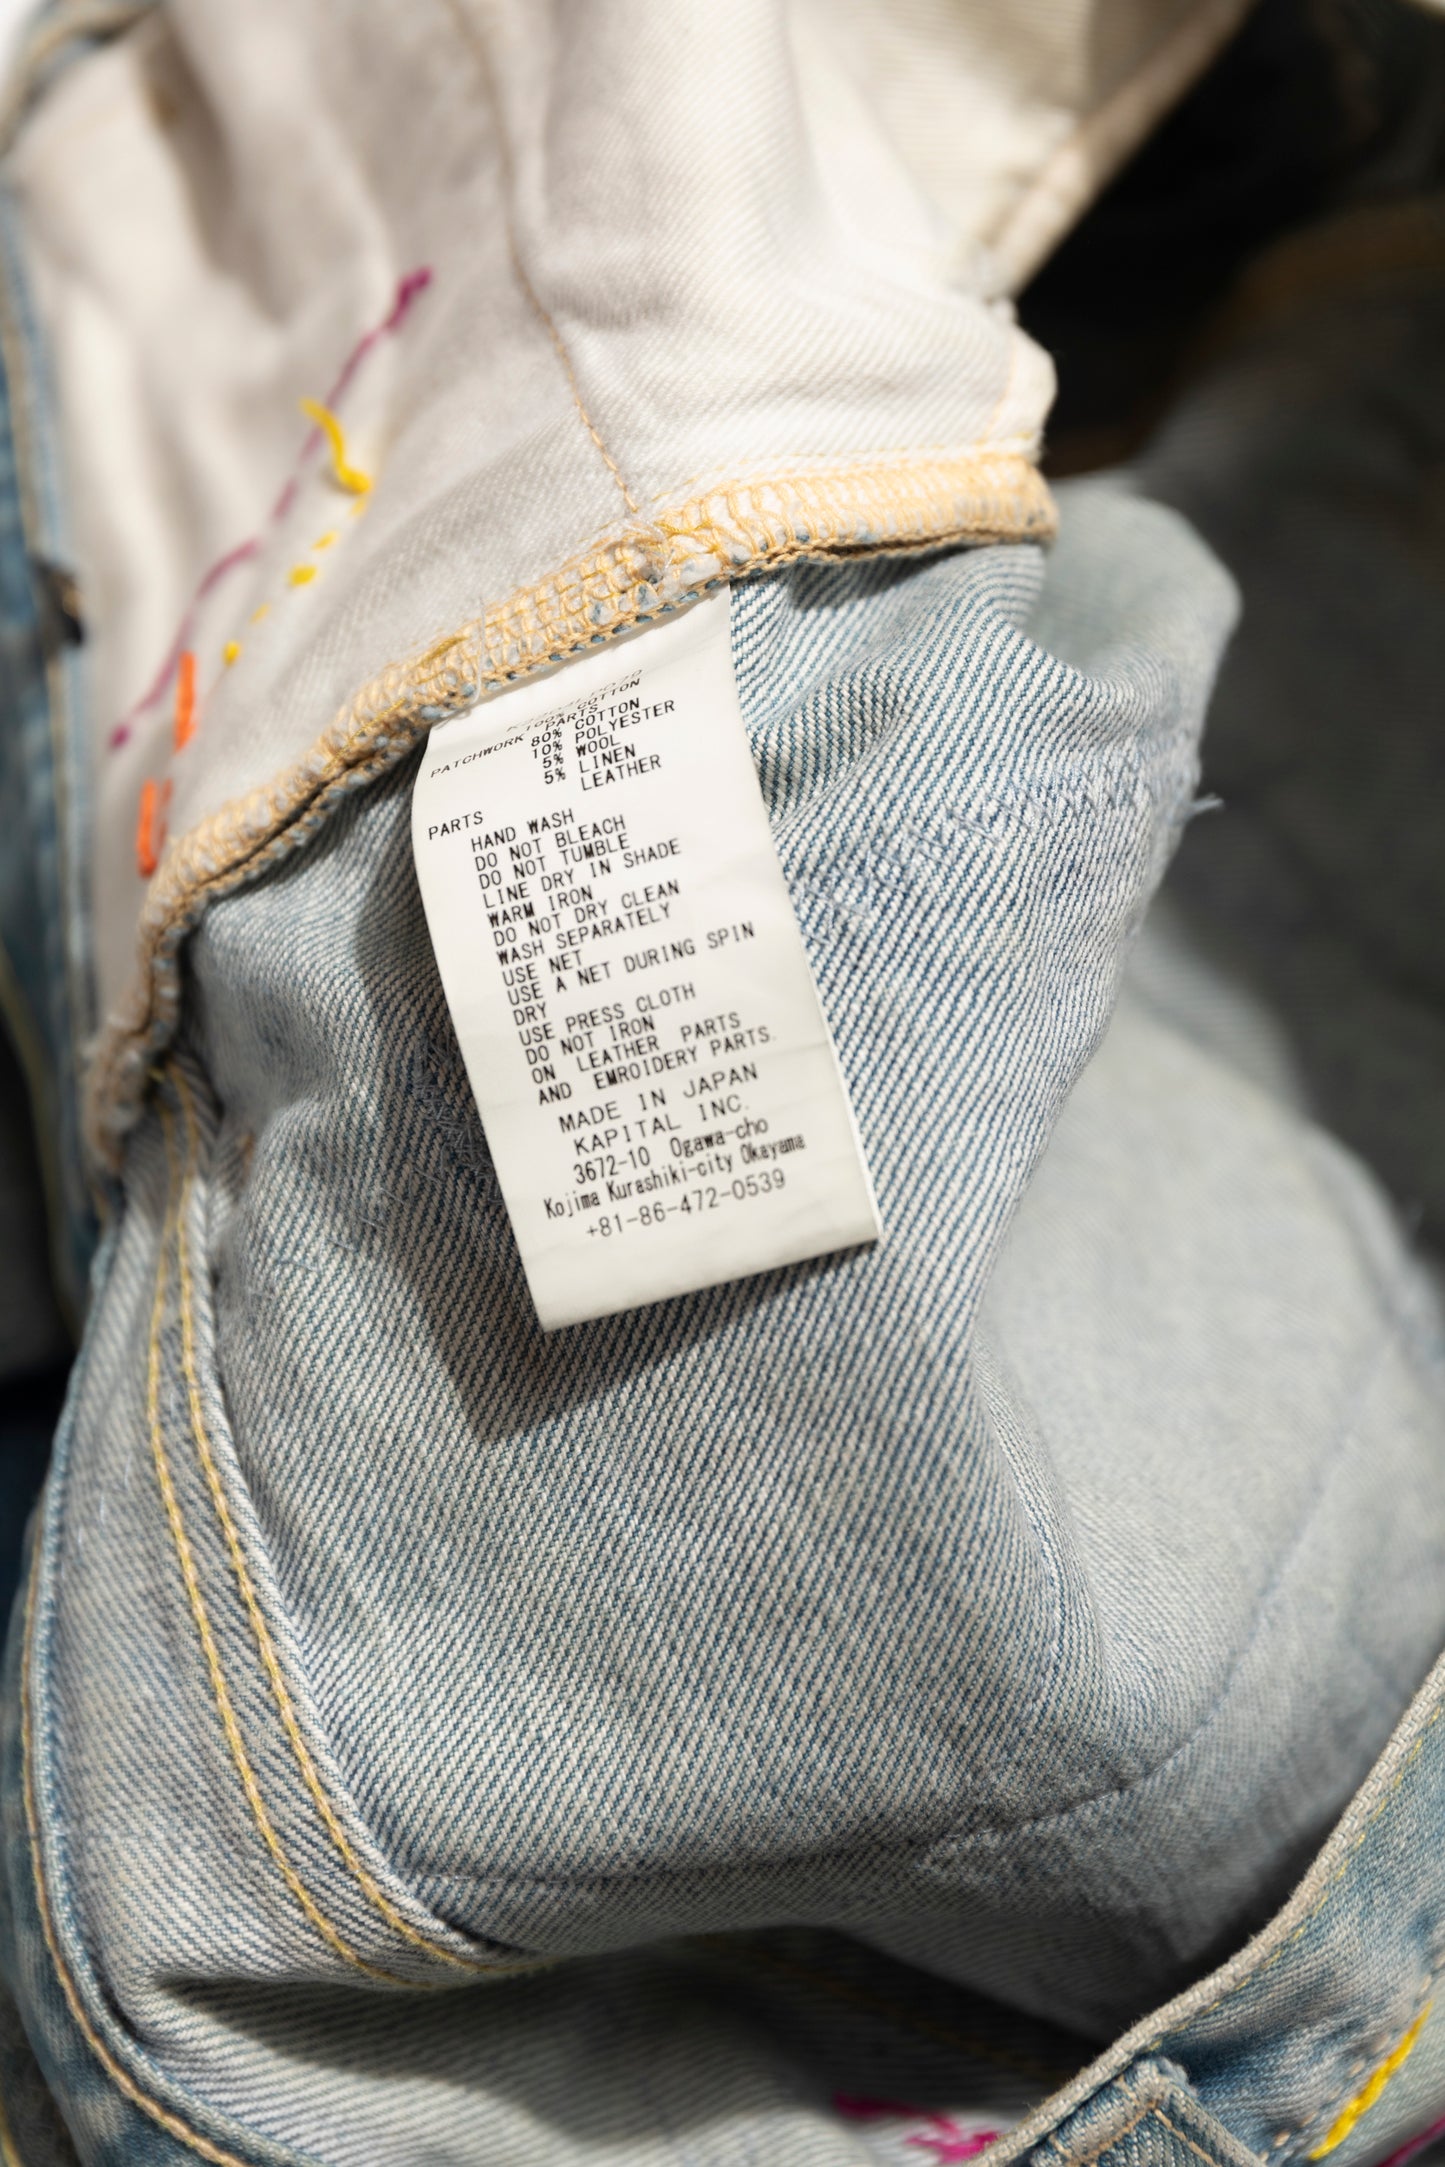 100% COTTON
PATCHWORK PARTS
80% COTTON
10% POLYESTER
5% WOOL
5% LINEN
LEATHER
PARTS
HAND WASH
DO NOT BLEACH
DO NOT TUMBLE
LINE DRY IN SHADE
WARM IRON
DO NOT DRY CLEAN
WASH SEPARATELY
USE NET
USE A NET DURING SPIN
DRY
USE PRESS CLOTH
DO NOT IRON
ON LEATHER PARTS
AND EMROIDERY PARTS.
MADE IN JAPAN
KAPITAL INC.
3672-10 Ogawa-cho
Kojima Kurashiki-city Okayama
+81-86-472-0539